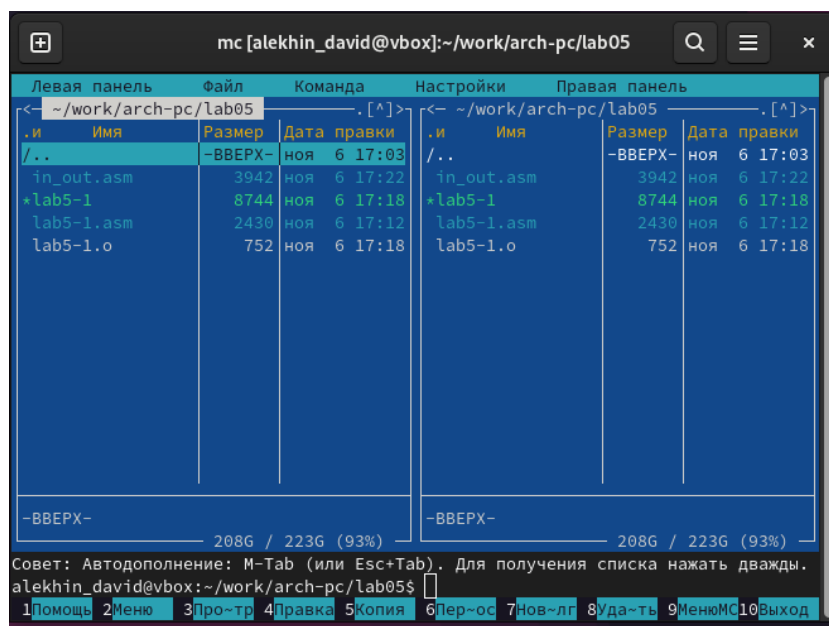 mc [alekhin_david@vbox]:~/work/arch-pc/lab05
Левая панель Файл Команда Настройки Правая панель
<— ~/work/arch-pc/lab05 ———.[^]> <— ~/work/arch-pc/lab05 ———.[^]>
.и Имя Размер Дата правки .и Имя Размер Дата правки
/.. -ВВЕРХ- ноя 6 17:03 /.. -ВВЕРХ- ноя 6 17:03
in_out.asm 3942 ноя 6 17:22 in_out.asm 3942 ноя 6 17:22
*lab5-1 8744 ноя 6 17:18 *lab5-1 8744 ноя 6 17:18
lab5-1.asm 2430 ноя 6 17:12 lab5-1.asm 2430 ноя 6 17:12
lab5-1.o 752 ноя 6 17:18 lab5-1.o 752 ноя 6 17:18
-ВВЕРХ- -ВВЕРХ-
208G / 223G (93%) 208G / 223G (93%)
Совет: Автодополнение: M-Tab (или Esc+Tab). Для получения списка нажать дважды.
alekhin_david@vbox:~/work/arch-pc/lab05$
1Помощь 2Меню 3Про~тр 4Правка 5Копия 6Пер~ос 7Нов~лг 8Уда~ть 9МенюMC 10Выход